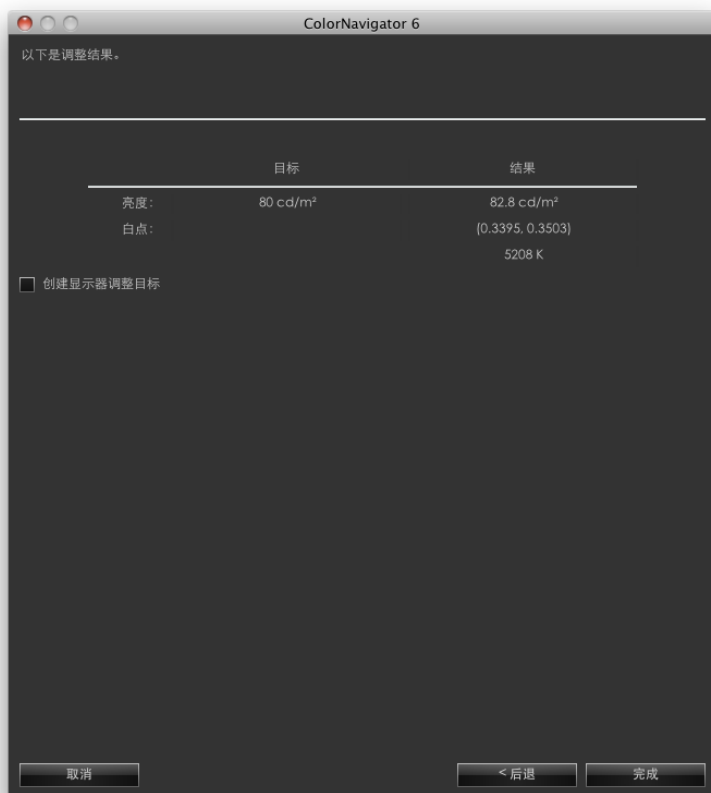 ColorNavigator 6
以下是调整结果。
目标 结果
亮度: 80 cd/m² 82.8 cd/m²
白点: (0.3395, 0.3503)
5208 K
创建显示器调整目标
取消 <后退 完成